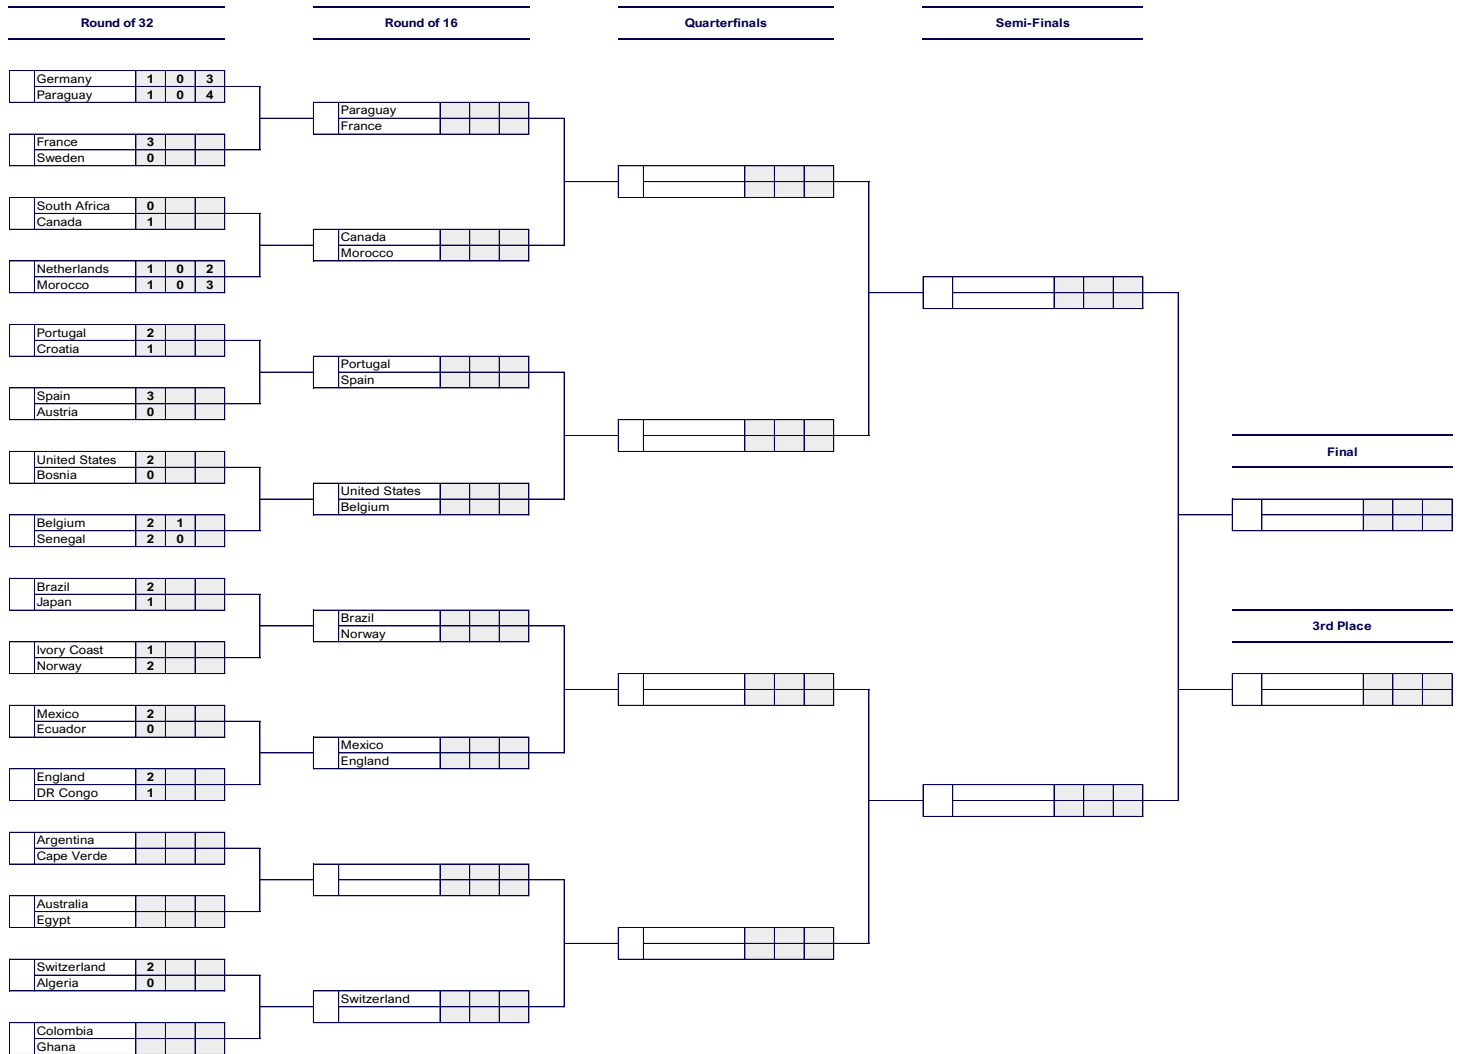 Round of 32
Round of 16
Quarterfinals
Semi-Finals
Germany 1 0 3
Paraguay 1 0 4
France 3
Sweden 0
South Africa 0
Canada 1
Netherlands 1 0 2
Morocco 1 0 3
Portugal 2
Croatia 1
Spain 3
Austria 0
United States 2
Bosnia 0
Belgium 2 1
Senegal 2 0
Brazil 2
Japan 1
Ivory Coast 1
Norway 2
Mexico 2
Ecuador 0
England 2
DR Congo 1
Argentina
Cape Verde
Australia
Egypt
Switzerland 2
Algeria 0
Colombia
Ghana
Paraguay
France
Canada
Morocco
Portugal
Spain
United States
Belgium
Brazil
Norway
Mexico
England
Switzerland
Final
3rd Place